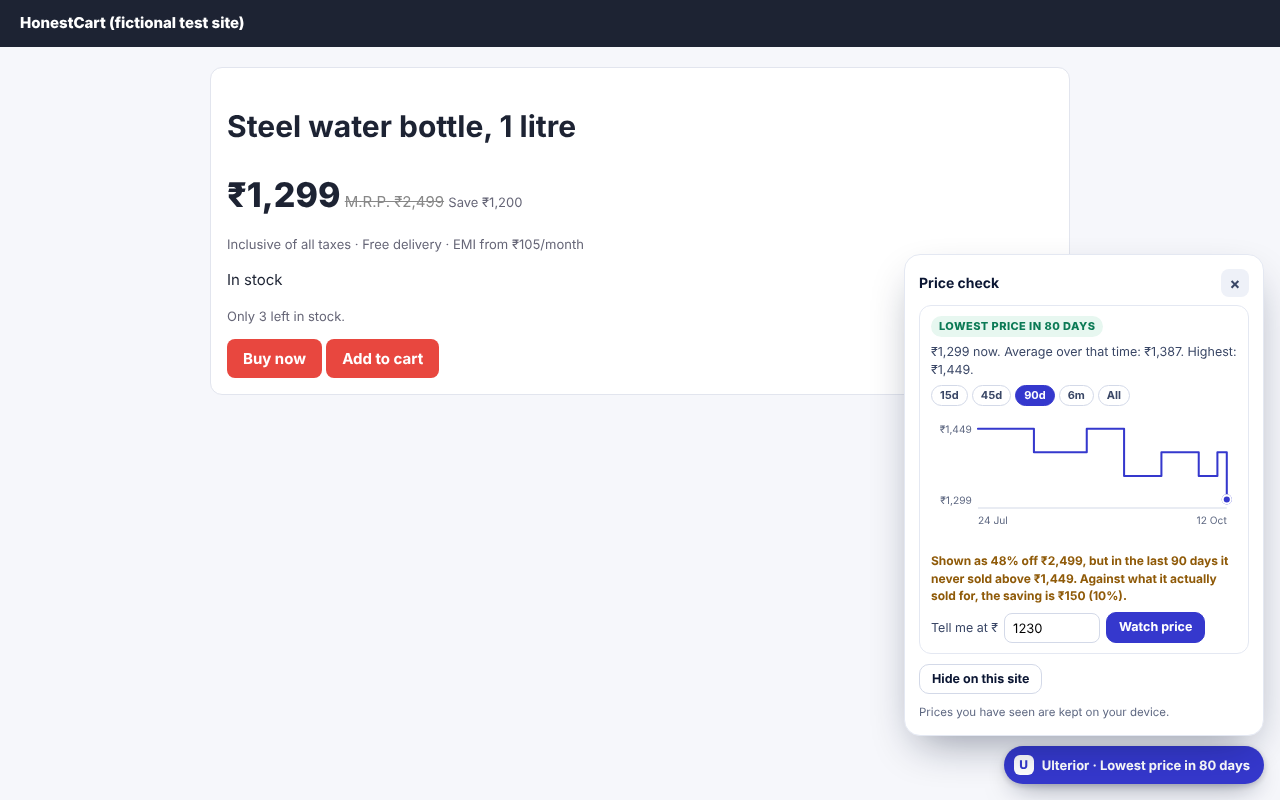 HonestCart (fictional test site)
Steel water bottle, 1 litre
₹1,299 M.R.P. ₹2,499 Save ₹1,200
Inclusive of all taxes · Free delivery · EMI from ₹105/month
In stock
Only 3 left in stock.
Buy now Add to cart
Price check
×
LOWEST PRICE IN 80 DAYS
₹1,299 now. Average over that time: ₹1,387. Highest:
₹1,449.
15d 45d 90d 6m All
₹1,449
₹1,299
24 Jul 12 Oct
Shown as 48% off ₹2,499, but in the last 90 days it
never sold above ₹1,449. Against what it actually
sold for, the saving is ₹150 (10%).
Tell me at ₹ 1230 Watch price
Hide on this site
Prices you have seen are kept on your device.
U Ulterior · Lowest price in 80 days